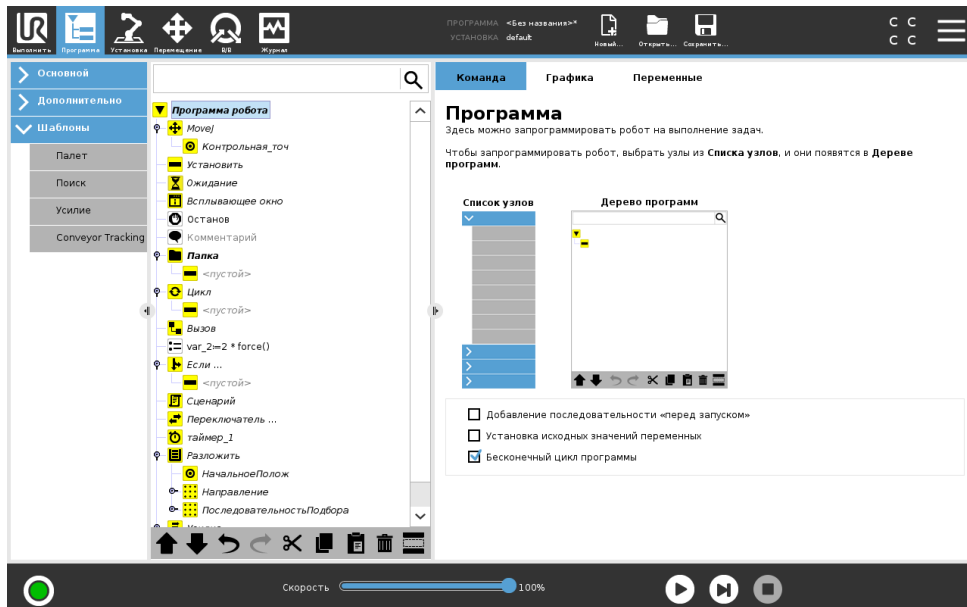 Выполнить
Программа
Установка
Перемещение
В/В
Журнал
ПРОГРАММА <Без названия>*
УСТАНОВКА default
Новый...
Открыть...
Сохранить...
C C
C C
Основной
Дополнительно
Шаблоны
Палет
Поиск
Усилие
Conveyor Tracking
Программа робота
MoveJ
Контрольная_точ
Установить
Ожидание
Всплывающее окно
Останов
Комментарий
Папка
<пустой>
Цикл
<пустой>
Вызов
var_2≔2 * force()
Если ...
<пустой>
Сценарий
Переключатель ...
таймер_1
Разложить
НачальноеПолож
Направление
ПоследовательностьПодбора
Команда
Графика
Переменные
Программа
Здесь можно запрограммировать робот на выполнение задач.
Чтобы запрограммировать робот, выбрать узлы из Списка узлов, и они появятся в Дереве
программ.
Список узлов
Дерево программ
Добавление последовательности «перед запуском»
Установка исходных значений переменных
Бесконечный цикл программы
Скорость
100%